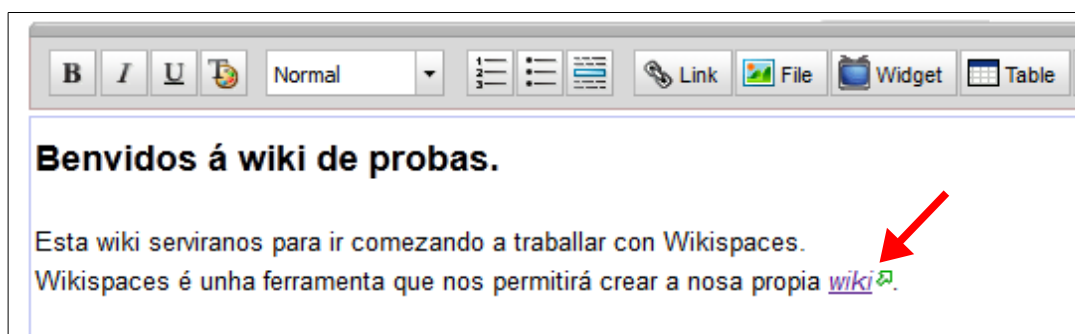 B I U T Normal Link File Widget Table
Benvidos á wiki de probas.
Esta wiki serviranos para ir comezando a traballar con Wikispaces.
Wikispaces é unha ferramenta que nos permitirá crear a nosa propia wiki.